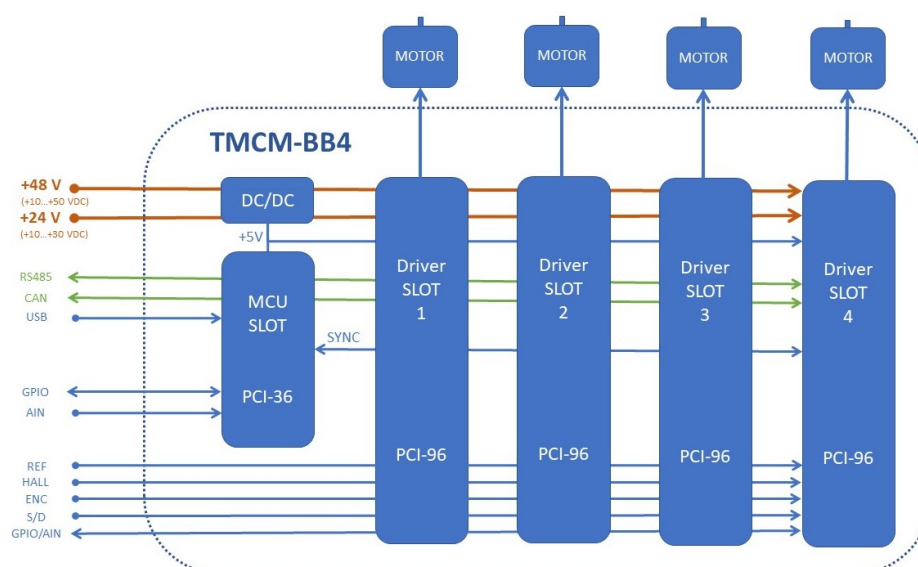 MOTOR
MOTOR
MOTOR
MOTOR
TMCM-BB4
+48 V
(+10...+50 VDC)
+24 V
(+10...+30 VDC)
DC/DC
+5V
RS485
CAN
USB
MCU
SLOT
PCI-36
SYNC
GPIO
AIN
Driver
SLOT
1
PCI-96
Driver
SLOT
2
PCI-96
Driver
SLOT
3
PCI-96
Driver
SLOT
4
PCI-96
REF
HALL
ENC
S/D
GPIO/AIN